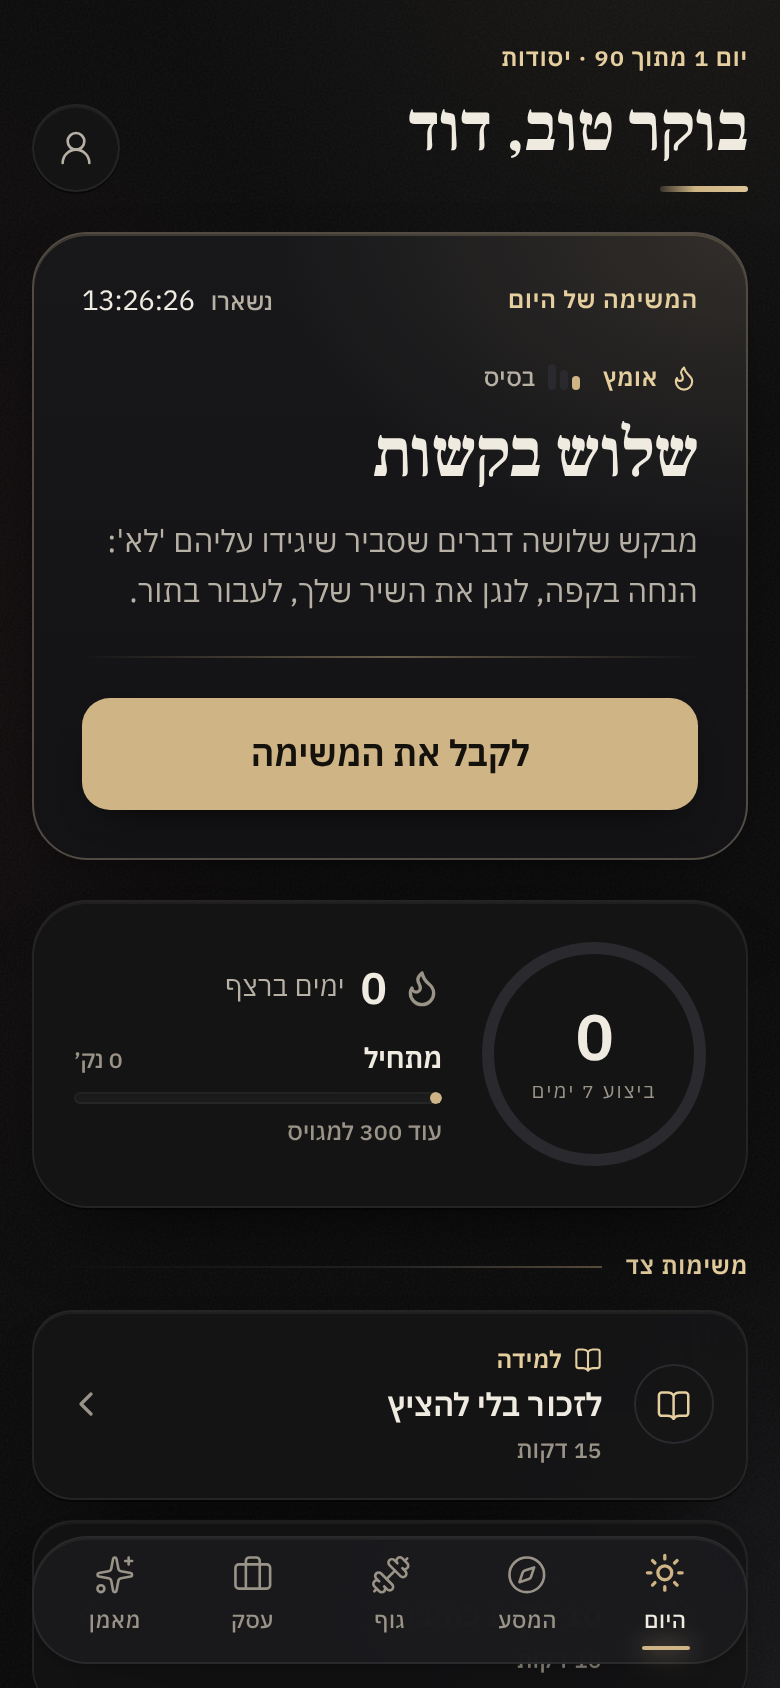 יום 1 מתוך 90 · יסודות
בוקר טוב, דוד
המשימה של היום
נשארו 13:26:26
אומץ בסיס
שלוש בקשות
מבקש שלושה דברים שסביר שיגידו עליהם 'לא':
הנחה בקפה, לנגן את השיר שלך, לעבור בתור.
לקבל את המשימה
0
ביצוע 7 ימים
0 ימים ברצף
מתחיל
0 נק׳
עוד 300 למגויס
משימות צד
למידה
לזכור בלי להציץ
15 דקות
היום
המסע
גוף
עסק
מאמן